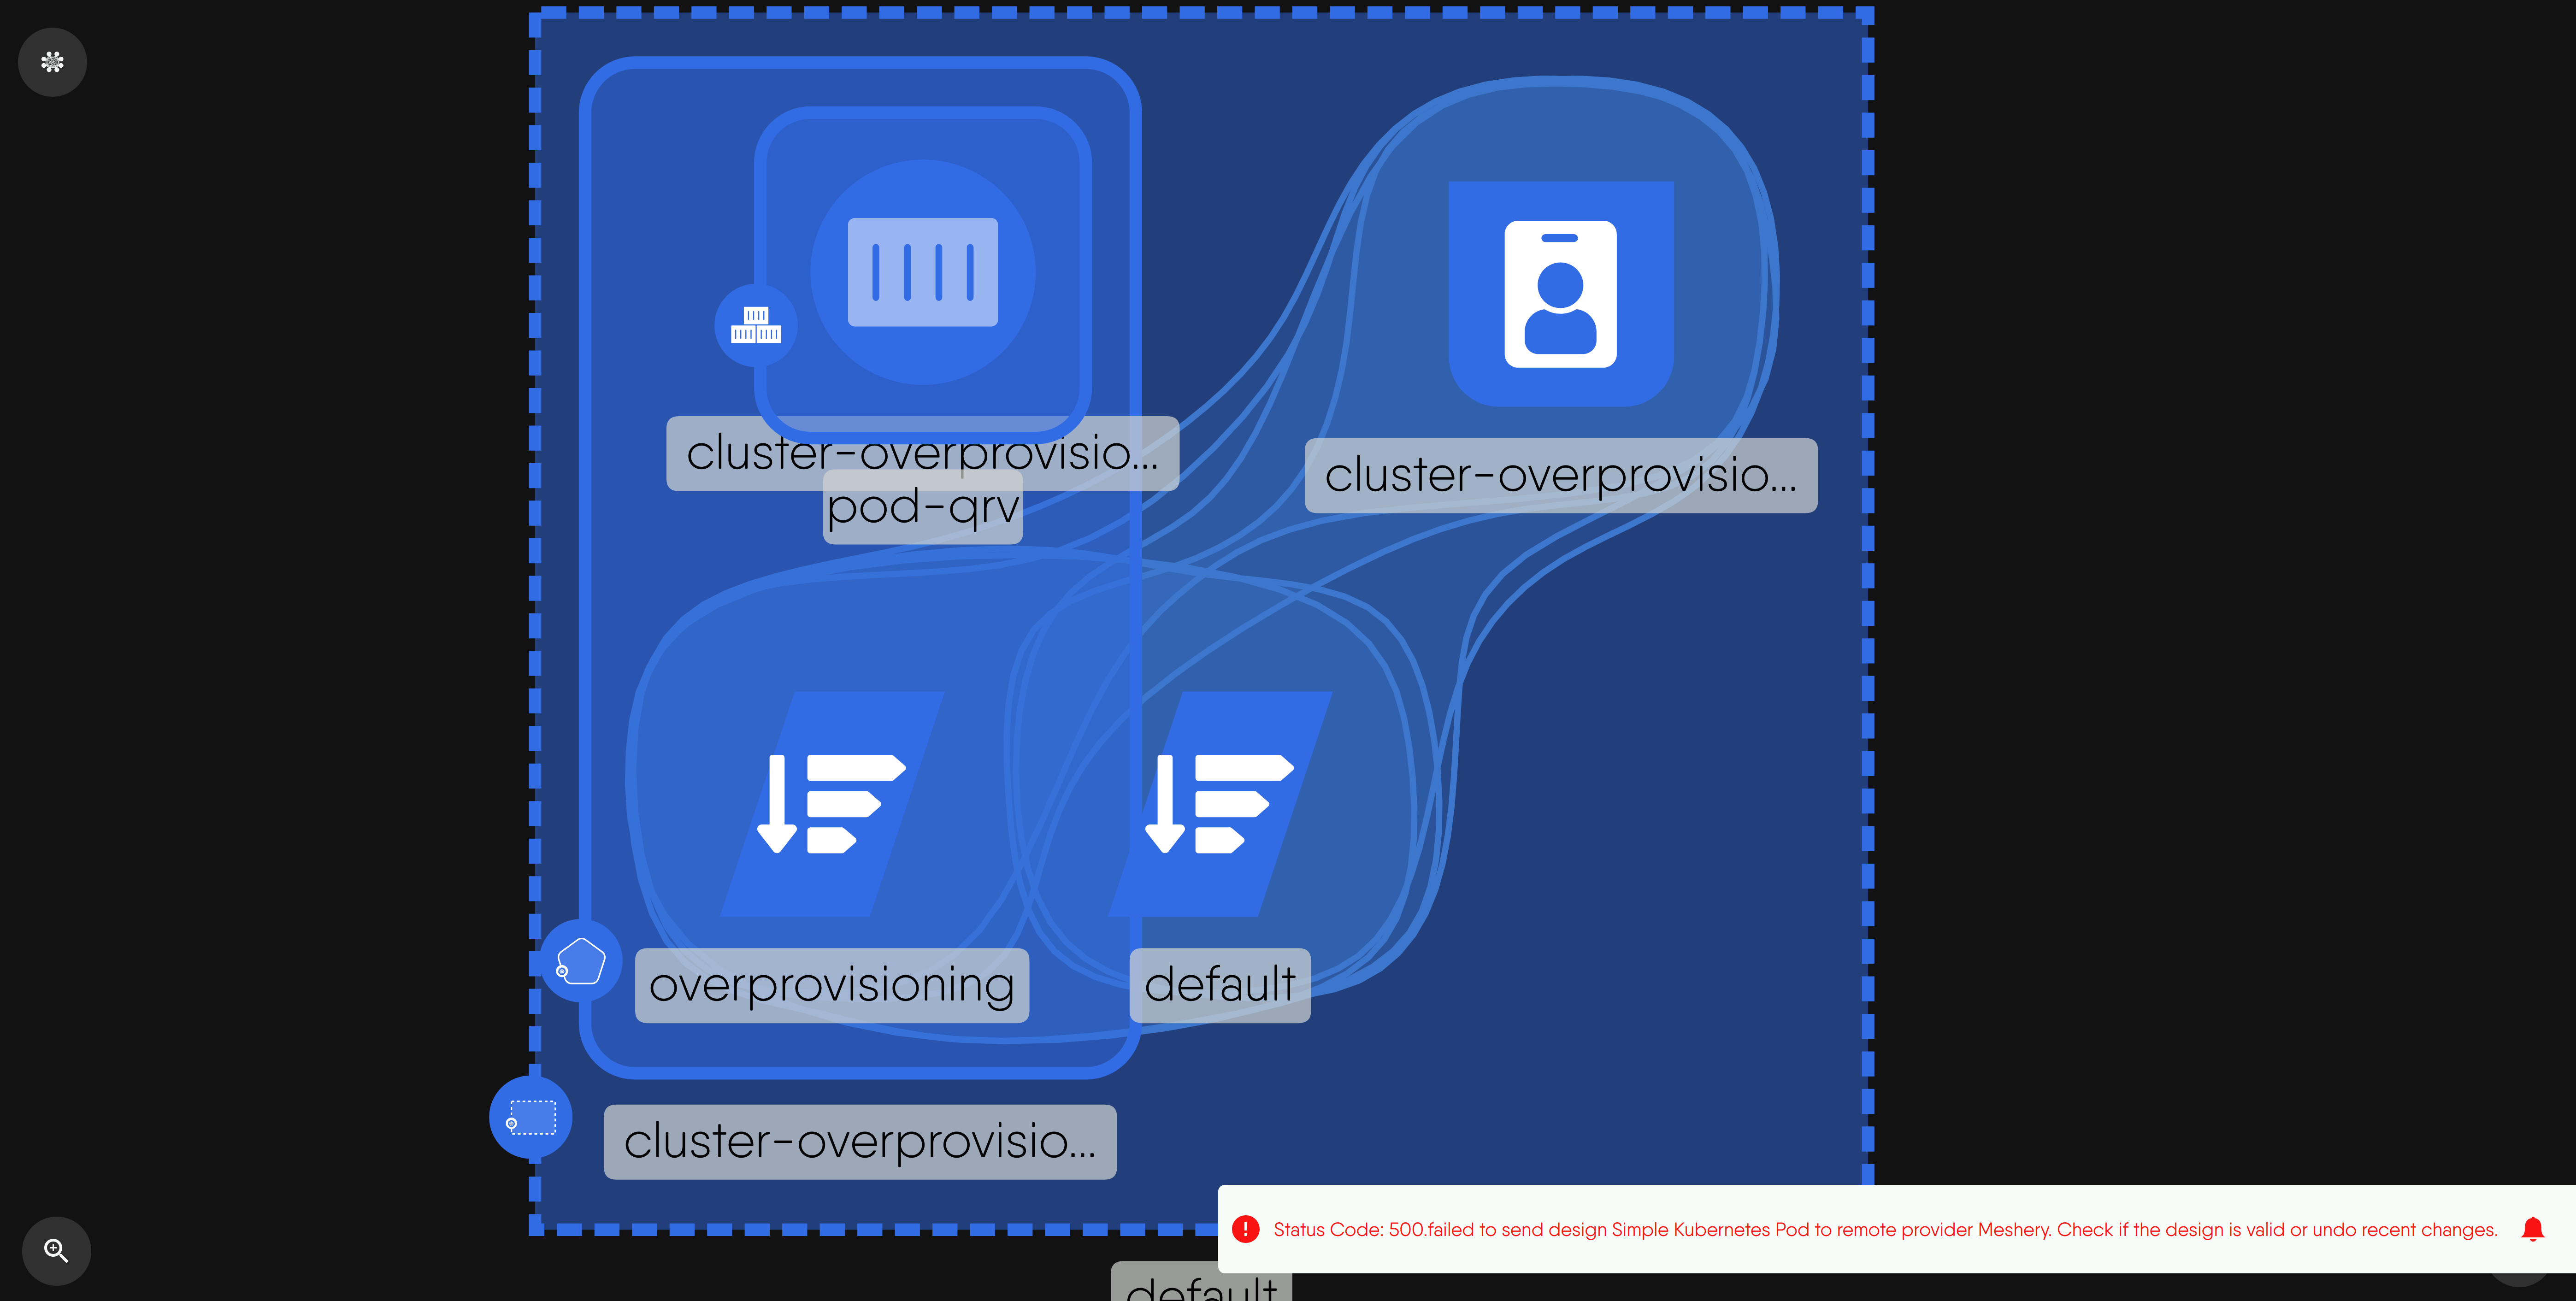 cluster-overprovisio...
pod-qrv
cluster-overprovisio...
overprovisioning
default
cluster-overprovisio...
Status Code: 500.failed to send design Simple Kubernetes Pod to remote provider Meshery. Check if the design is valid or undo recent changes.
default